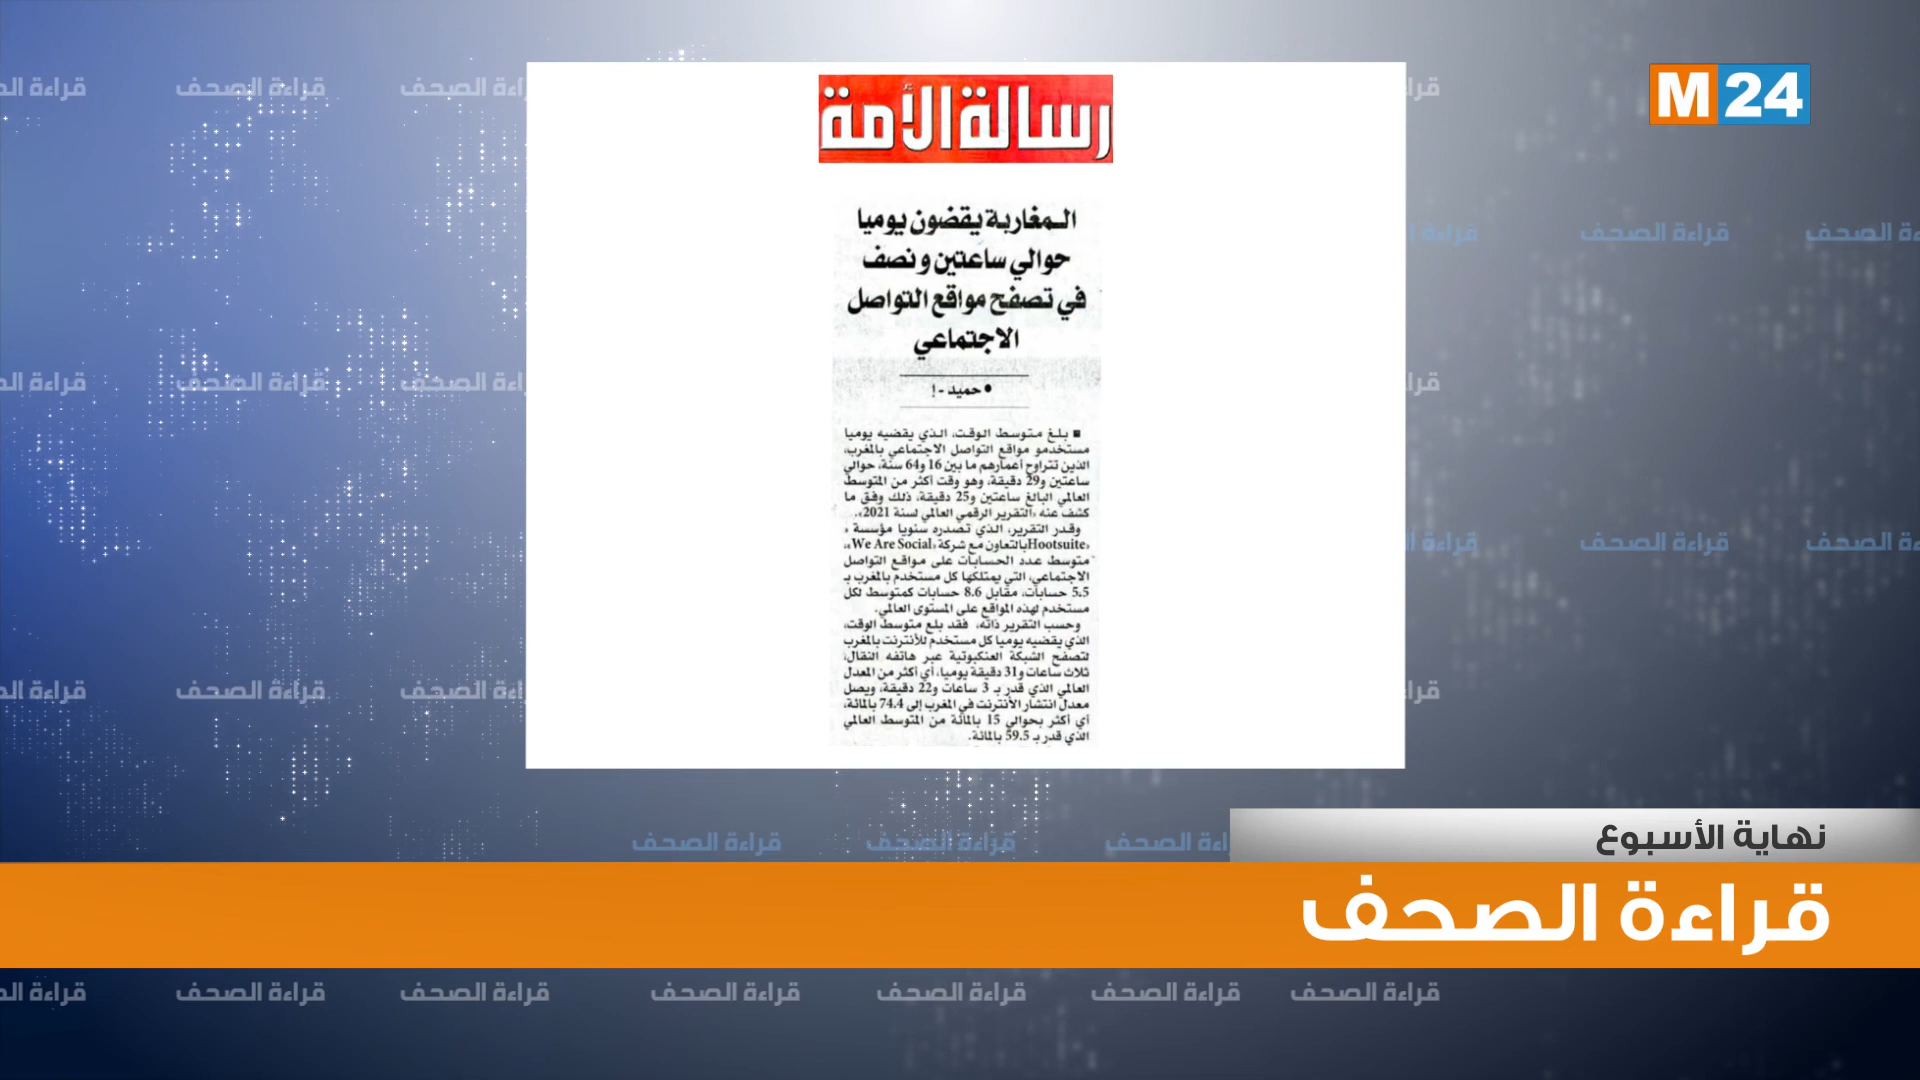 M24
رسالة الأمة
المغاربة يقضون يوميا
حوالي ساعتين ونصف
في تصفح مواقع التواصل
الاجتماعي
• حميد - إ
■ بلغ متوسط الوقت، الذي يقضيه يوميا
مستخدمو مواقع التواصل الاجتماعي بالمغرب،
الذين تتراوح أعمارهم ما بين 16 و64 سنة، حوالي
ساعتين و29 دقيقة، وهو وقت أكثر من المتوسط
العالمي البالغ ساعتين و25 دقيقة، ذلك وفق ما
كشف عنه «التقرير الرقمي العالمي لسنة 2021».
وقدر التقرير، الذي تصدره سنويا مؤسسة «
Hootsuite» بالتعاون مع شركة «We Are Social»،
متوسط عدد الحسابات على مواقع التواصل
الاجتماعي، التي يمتلكها كل مستخدم بالمغرب بـ
5.5 حسابات، مقابل 8.6 حسابات كمتوسط لكل
مستخدم لهذه المواقع على المستوى العالمي.
وحسب التقرير ذاته، فقد بلغ متوسط الوقت،
الذي يقضيه يوميا كل مستخدم للأنترنت بالمغرب
لتصفح الشبكة العنكبوتية عبر هاتفه النقال،
ثلاث ساعات و31 دقيقة يوميا، أي أكثر من المعدل
العالمي الذي قدر بـ 3 ساعات و22 دقيقة، ويصل
معدل انتشار الأنترنت في المغرب إلى 74.4 بالمائة،
أي أكثر بحوالي 15 بالمائة من المتوسط العالمي
الذي قدر بـ 59.5 بالمائة.
نهاية الأسبوع
قراءة الصحف